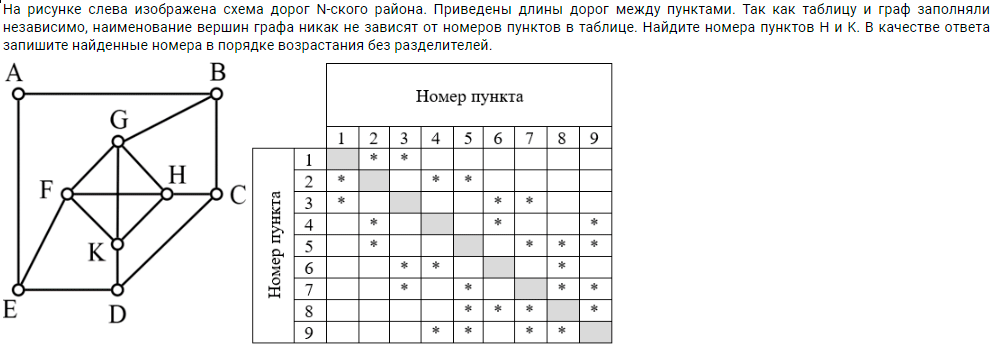 На рисунке слева изображена схема дорог N-ского района. Приведены длины дорог между пунктами. Так как таблицу и граф заполняли
независимо, наименование вершин графа никак не зависят от номеров пунктов в таблице. Найдите номера пунктов H и K. В качестве ответа
запишите найденные номера в порядке возрастания без разделителей.
A B
G
F H C
K
E D
Номер пункта
1 2 3 4 5 6 7 8 9
Номер пункта
1 * *
2 * * *
3 * * *
4 * * *
5 * * * *
6 * * *
7 * * * *
8 * * * *
9 * * * *